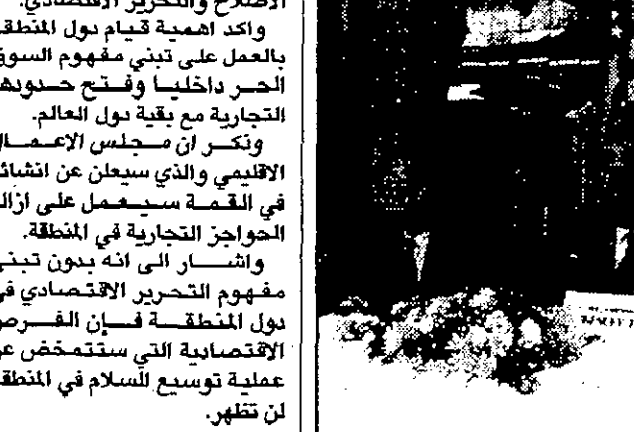 الاصلاح والتحرير الاقتصادي.
واكد اهمية قيام دول المنطقة
بالعمل على تبني مفهوم السوق
الحر داخليا وفتح حدودها
التجارية مع بقية دول العالم.
وذكر ان مجلس الاعمال
الاقليمي والذي سيعلن عن انشائه
في القمة سيعمل على ازالة
الحواجز التجارية في المنطقة.
واشار الى انه بدون تبني
مفهوم التحرير الاقتصادي في
دول المنطقة فإن الفرص
الاقتصادية التي ستتمخض عن
عملية توسيع السلام في المنطقة
لن تظهر.